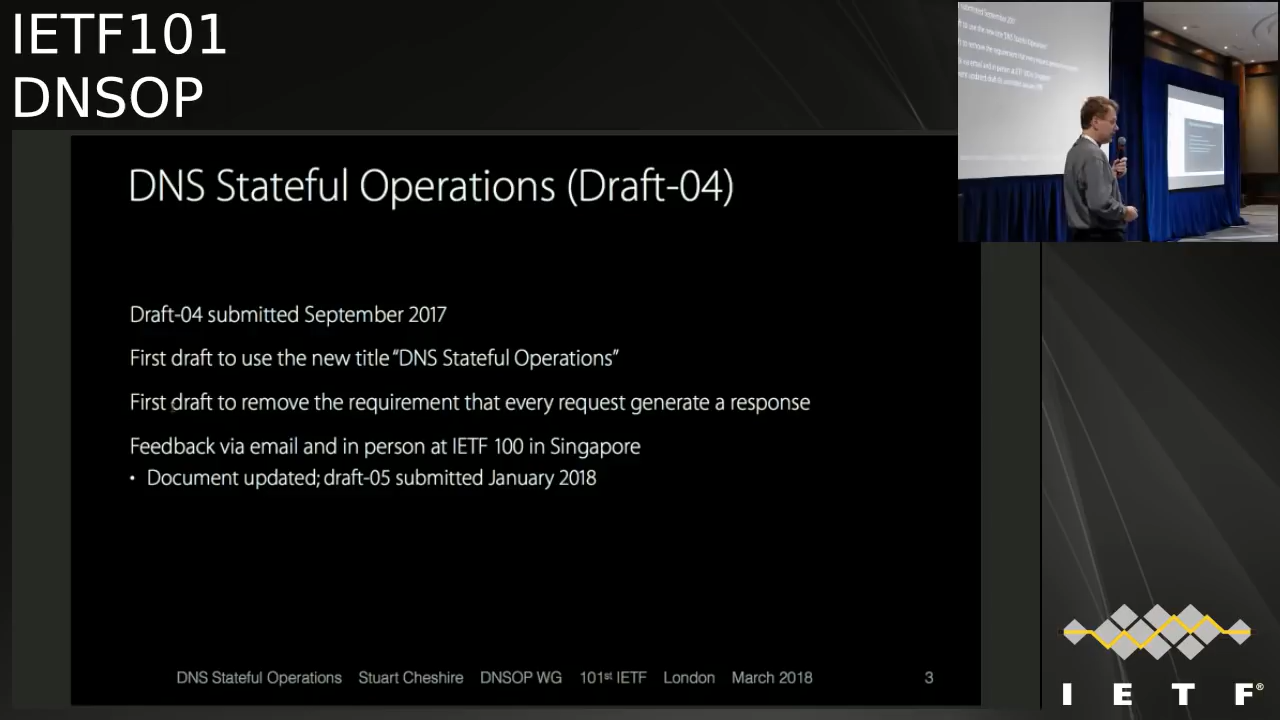 IETF101
DNSOP
DNS Stateful Operations (Draft-04)
Draft-04 submitted September 2017
First draft to use the new title “DNS Stateful Operations”
First draft to remove the requirement that every request generate a response
Feedback via email and in person at IETF 100 in Singapore
• Document updated; draft-05 submitted January 2018
DNS Stateful Operations Stuart Cheshire DNSOP WG 101st IETF London March 2018 3
I E T F®